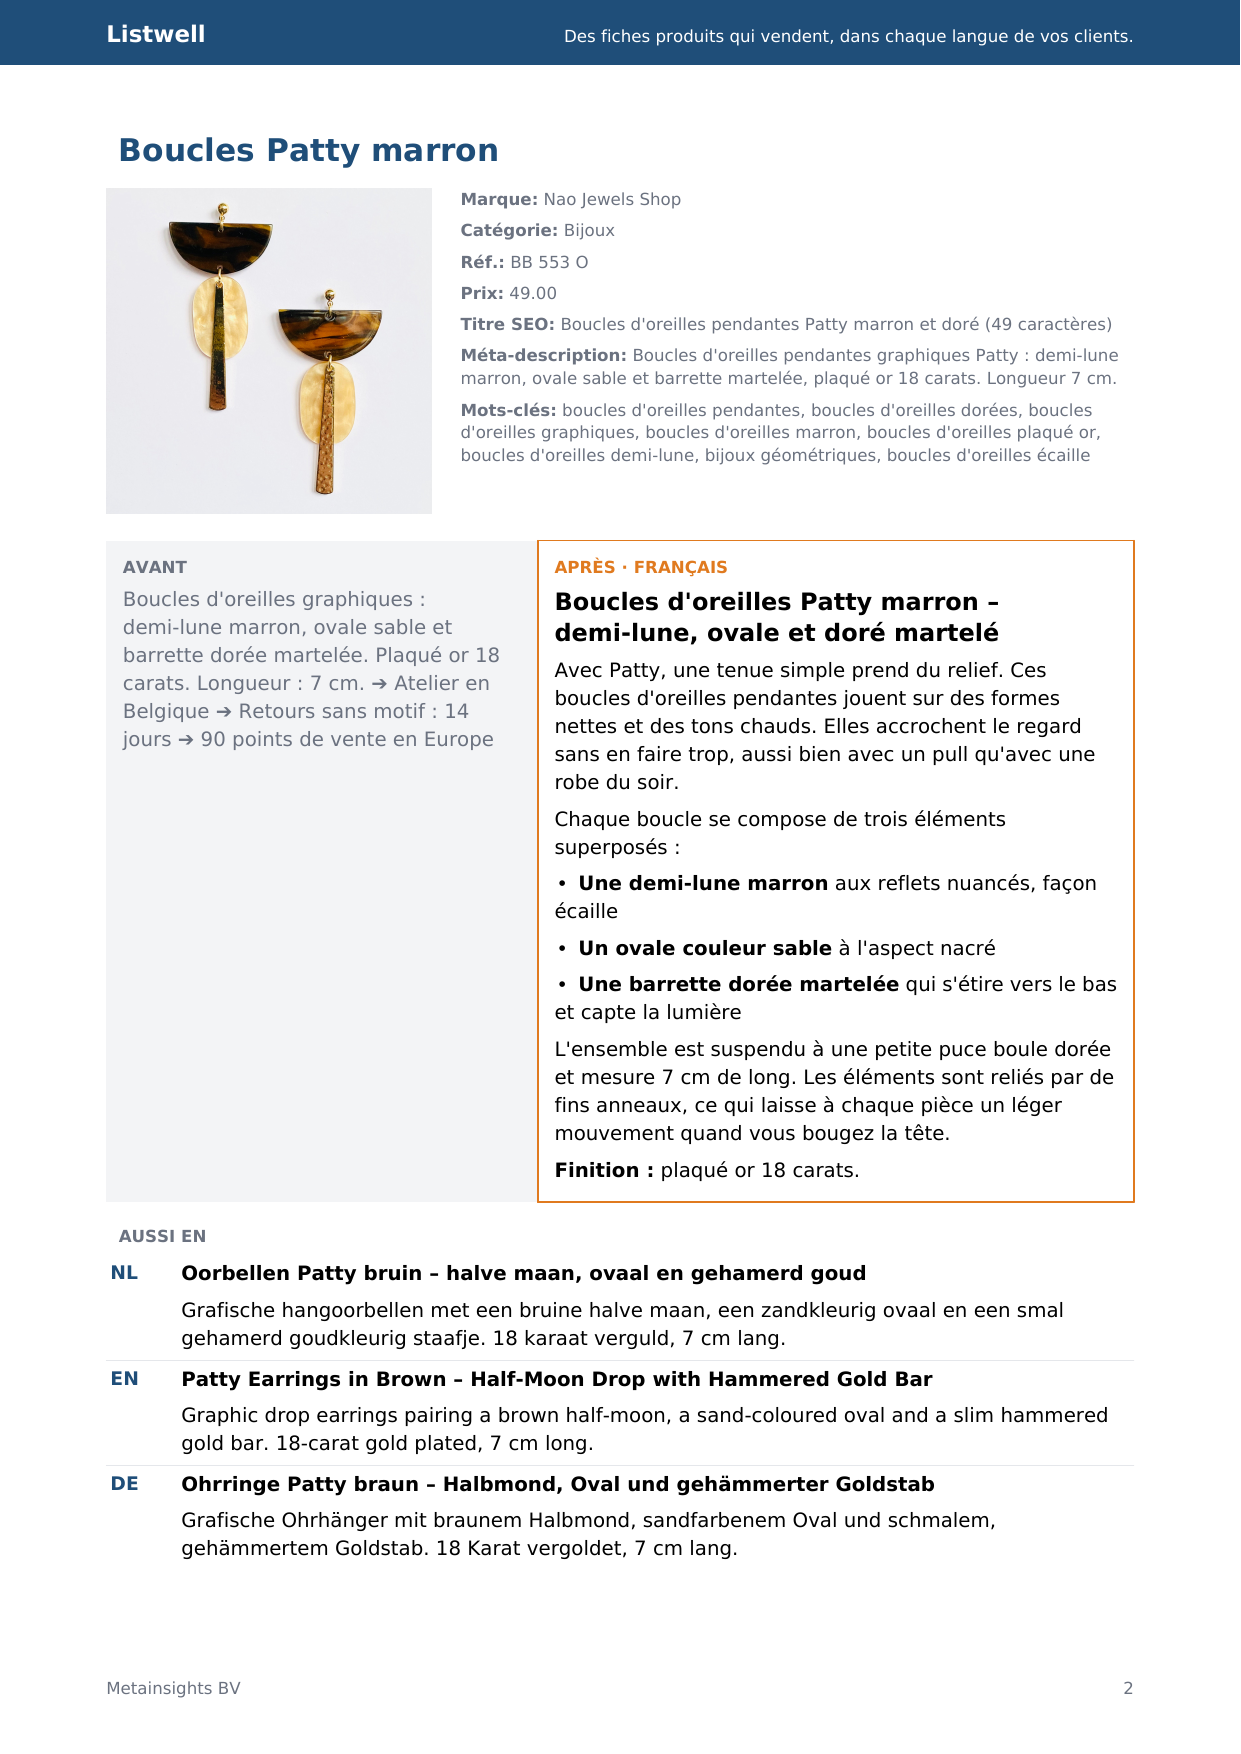 Listwell
Des fiches produits qui vendent, dans chaque langue de vos clients.
Boucles Patty marron
Marque: Nao Jewels Shop
Catégorie: Bijoux
Réf.: BB 553 O
Prix: 49.00
Titre SEO: Boucles d'oreilles pendantes Patty marron et doré (49 caractères)
Méta-description: Boucles d'oreilles pendantes graphiques Patty : demi-lune
marron, ovale sable et barrette martelée, plaqué or 18 carats. Longueur 7 cm.
Mots-clés: boucles d'oreilles pendantes, boucles d'oreilles dorées, boucles
d'oreilles graphiques, boucles d'oreilles marron, boucles d'oreilles plaqué or,
boucles d'oreilles demi-lune, bijoux géométriques, boucles d'oreilles écaille
AVANT
Boucles d'oreilles graphiques :
demi-lune marron, ovale sable et
barrette dorée martelée. Plaqué or 18
carats. Longueur : 7 cm. ➔ Atelier en
Belgique ➔ Retours sans motif : 14
jours ➔ 90 points de vente en Europe
APRÈS · FRANÇAIS
Boucles d'oreilles Patty marron –
demi-lune, ovale et doré martelé
Avec Patty, une tenue simple prend du relief. Ces
boucles d'oreilles pendantes jouent sur des formes
nettes et des tons chauds. Elles accrochent le regard
sans en faire trop, aussi bien avec un pull qu'avec une
robe du soir.
Chaque boucle se compose de trois éléments
superposés :
• Une demi-lune marron aux reflets nuancés, façon
écaille
• Un ovale couleur sable à l'aspect nacré
• Une barrette dorée martelée qui s'étire vers le bas
et capte la lumière
L'ensemble est suspendu à une petite puce boule dorée
et mesure 7 cm de long. Les éléments sont reliés par de
fins anneaux, ce qui laisse à chaque pièce un léger
mouvement quand vous bougez la tête.
Finition : plaqué or 18 carats.
AUSSI EN
NL
Oorbellen Patty bruin – halve maan, ovaal en gehamerd goud
Grafische hangoorbellen met een bruine halve maan, een zandkleurig ovaal en een smal
gehamerd goudkleurig staafje. 18 karaat verguld, 7 cm lang.
EN
Patty Earrings in Brown – Half-Moon Drop with Hammered Gold Bar
Graphic drop earrings pairing a brown half-moon, a sand-coloured oval and a slim hammered
gold bar. 18-carat gold plated, 7 cm long.
DE
Ohrringe Patty braun – Halbmond, Oval und gehämmerter Goldstab
Grafische Ohrhänger mit braunem Halbmond, sandfarbenem Oval und schmalem,
gehämmertem Goldstab. 18 Karat vergoldet, 7 cm lang.
Metainsights BV
2